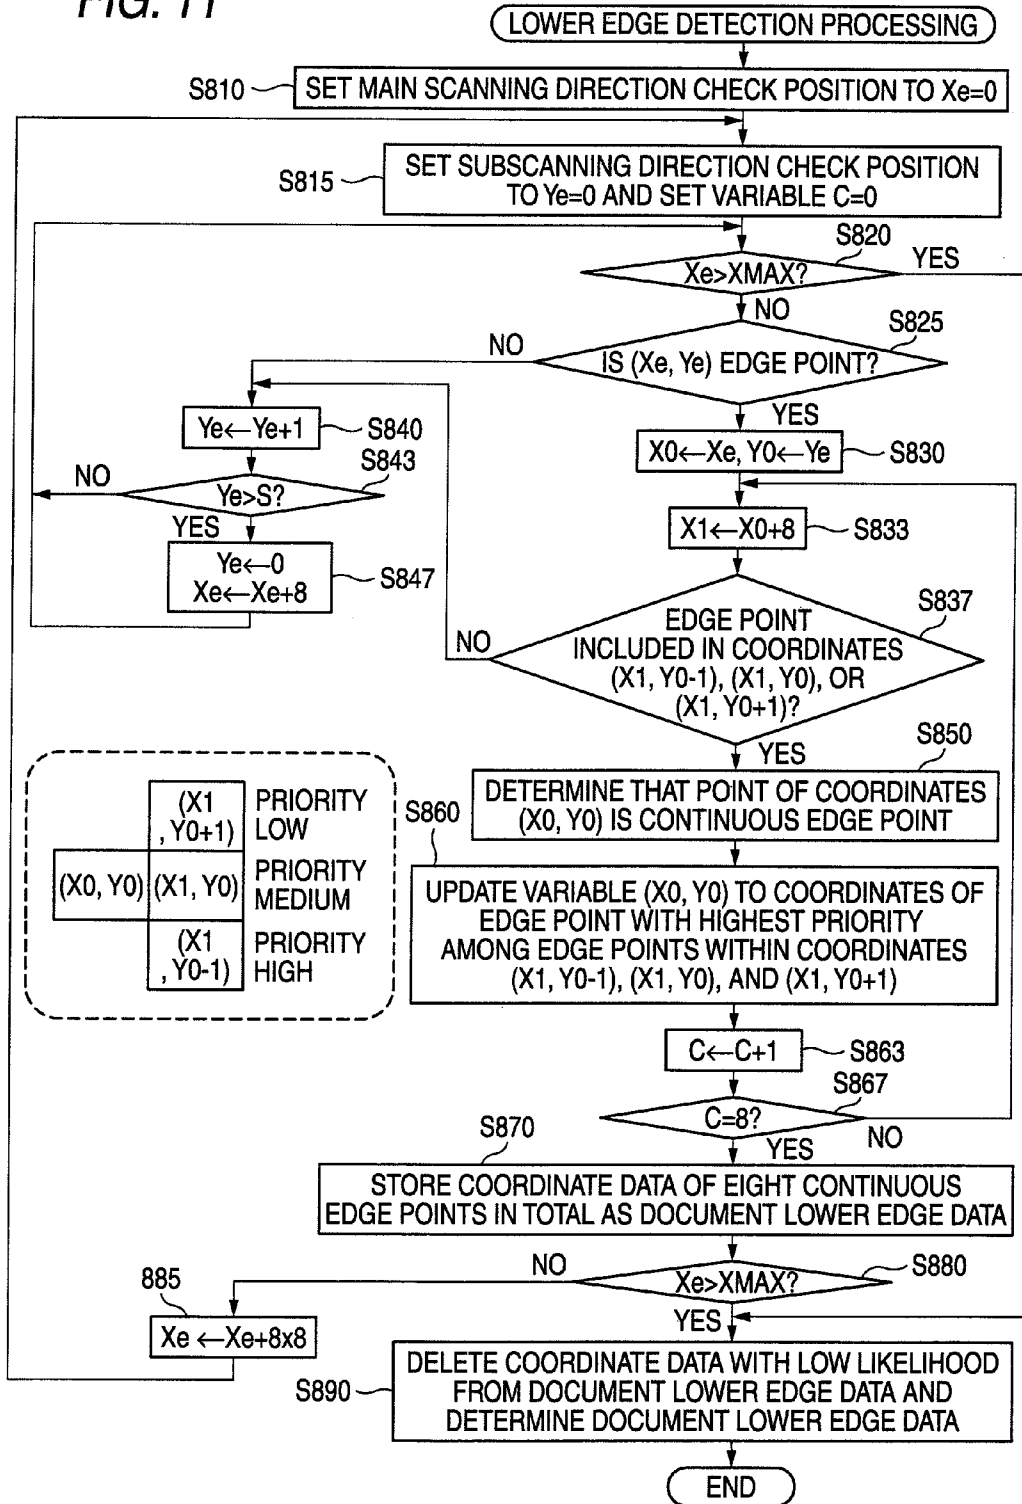 FIG. 11
LOWER EDGE DETECTION PROCESSING
S810
SET MAIN SCANNING DIRECTION CHECK POSITION TO Xe=0
S815
SET SUBSCANNING DIRECTION CHECK POSITION
TO Ye=0 AND SET VARIABLE C=0
S820
Xe>XMAX?
YES
NO
S825
IS (Xe, Ye) EDGE POINT?
NO
YES
S830
X0←Xe, Y0←Ye
Ye←Ye+1
S840
S843
Ye>S?
NO
YES
Ye←0
Xe←Xe+8
S847
X1←X0+8
S833
S837
EDGE POINT
INCLUDED IN COORDINATES
(X1, Y0-1), (X1, Y0), OR
(X1, Y0+1)?
NO
YES
S850
DETERMINE THAT POINT OF COORDINATES
(X0, Y0) IS CONTINUOUS EDGE POINT
(X1
, Y0+1)
PRIORITY
LOW
(X0, Y0)
(X1, Y0)
PRIORITY
MEDIUM
(X1
, Y0-1)
PRIORITY
HIGH
S860
UPDATE VARIABLE (X0, Y0) TO COORDINATES OF
EDGE POINT WITH HIGHEST PRIORITY
AMONG EDGE POINTS WITHIN COORDINATES
(X1, Y0-1), (X1, Y0), AND (X1, Y0+1)
C←C+1
S863
S867
C=8?
NO
YES
S870
STORE COORDINATE DATA OF EIGHT CONTINUOUS
EDGE POINTS IN TOTAL AS DOCUMENT LOWER EDGE DATA
S880
Xe>XMAX?
NO
YES
885
Xe ←Xe+8x8
S890
DELETE COORDINATE DATA WITH LOW LIKELIHOOD
FROM DOCUMENT LOWER EDGE DATA AND
DETERMINE DOCUMENT LOWER EDGE DATA
END